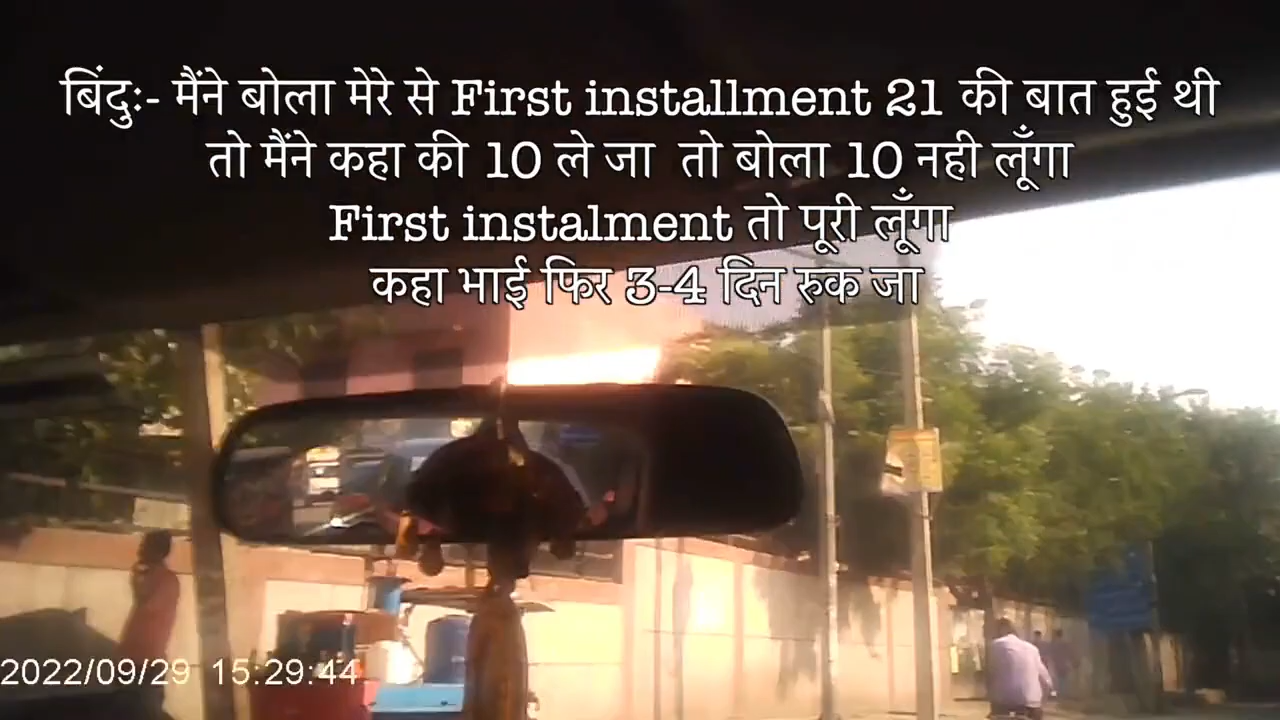 बिंदुः- मैंने बोला मेरे से First installment 21 की बात हुई थी
तो मैंने कहा की 10 ले जा तो बोला 10 नही लूँगा
First instalment तो पूरी लूँगा
कहा भाई फिर 3-4 दिन रुक जा
2022/09/29 15:29:44